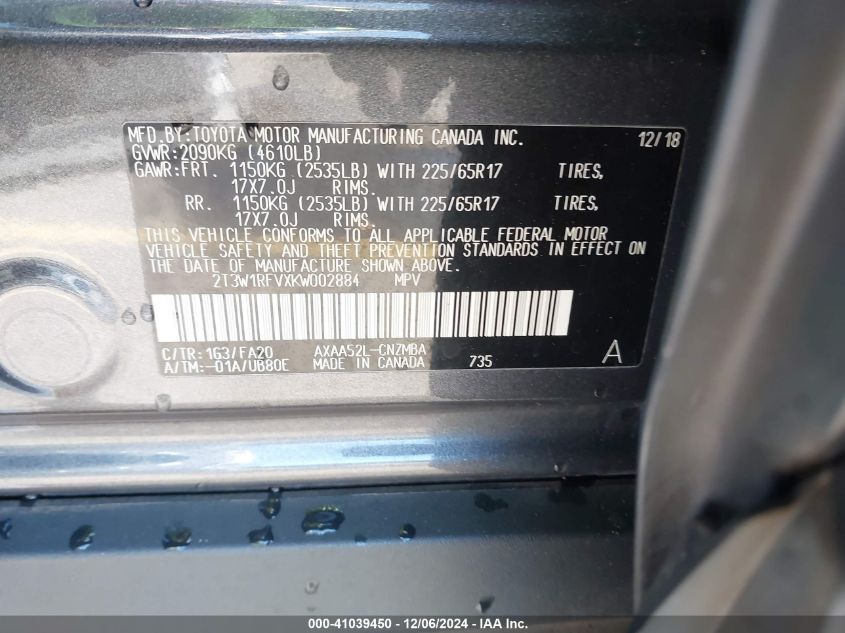 MFD.BY:TOYOTA MOTOR MANUFACTURING CANADA INC. 12/18
GVWR:2090KG (4610LB)
GAWR:FRT. 1150KG (2535LB) WITH 225/65R17 TIRES,
17X7.0J RIMS.
RR. 1150KG (2535LB) WITH 225/65R17 TIRES,
17X7.0J RIMS.
THIS VEHICLE CONFORMS TO ALL APPLICABLE FEDERAL MOTOR
VEHICLE SAFETY AND THEFT PREVENTION STANDARDS IN EFFECT ON
THE DATE OF MANUFACTURE SHOWN ABOVE.
2T3W1RFVXKW002884 MPV
C/TR:1G3/FA20 AXAA52L-CNZMBA A
A/TM:-01A/UB80E MADE IN CANADA 735
000-41039450 - 12/06/2024 - IAA Inc.